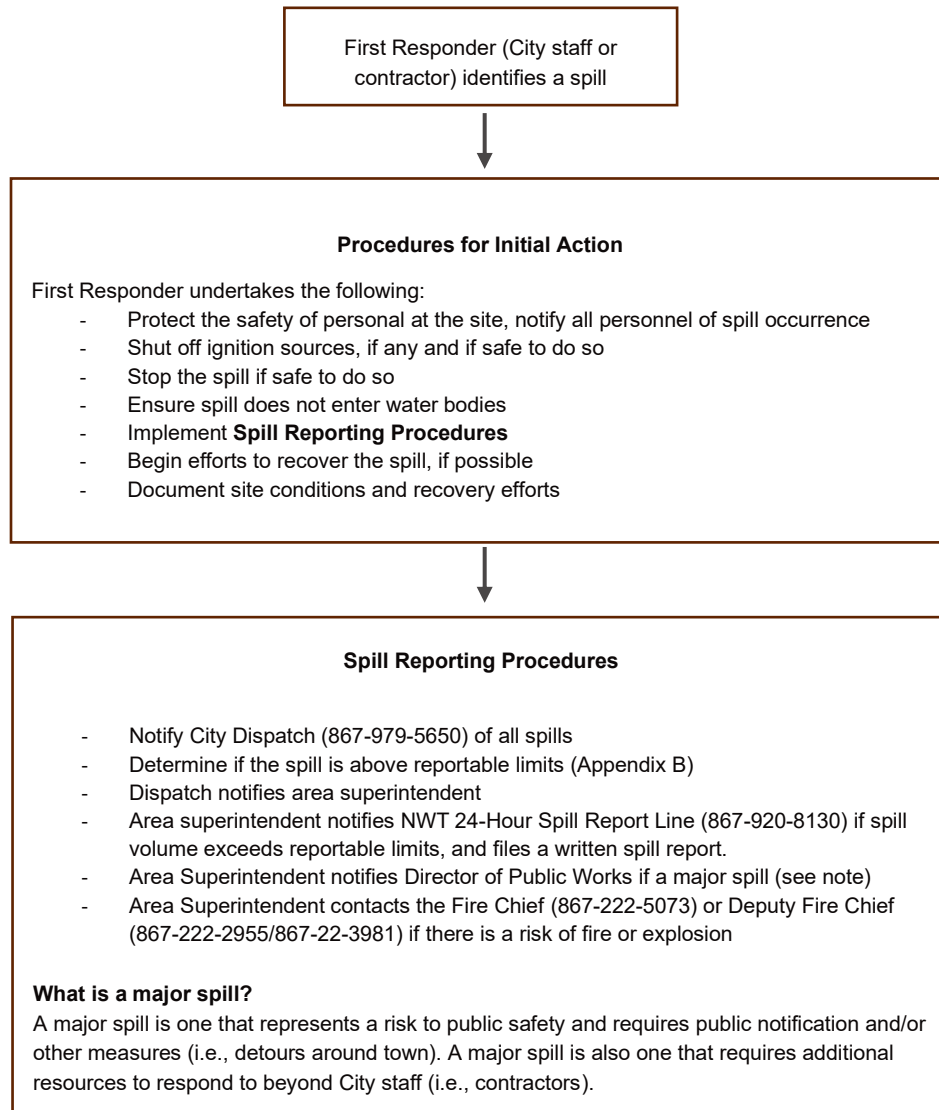 First Responder (City staff or
contractor) identifies a spill
Procedures for Initial Action
First Responder undertakes the following:
- Protect the safety of personal at the site, notify all personnel of spill occurrence
- Shut off ignition sources, if any and if safe to do so
- Stop the spill if safe to do so
- Ensure spill does not enter water bodies
- Implement Spill Reporting Procedures
- Begin efforts to recover the spill, if possible
- Document site conditions and recovery efforts
Spill Reporting Procedures
- Notify City Dispatch (867-979-5650) of all spills
- Determine if the spill is above reportable limits (Appendix B)
- Dispatch notifies area superintendent
- Area superintendent notifies NWT 24-Hour Spill Report Line (867-920-8130) if spill
volume exceeds reportable limits, and files a written spill report.
- Area Superintendent notifies Director of Public Works if a major spill (see note)
- Area Superintendent contacts the Fire Chief (867-222-5073) or Deputy Fire Chief
(867-222-2955/867-22-3981) if there is a risk of fire or explosion
What is a major spill?
A major spill is one that represents a risk to public safety and requires public notification and/or
other measures (i.e., detours around town). A major spill is also one that requires additional
resources to respond to beyond City staff (i.e., contractors).